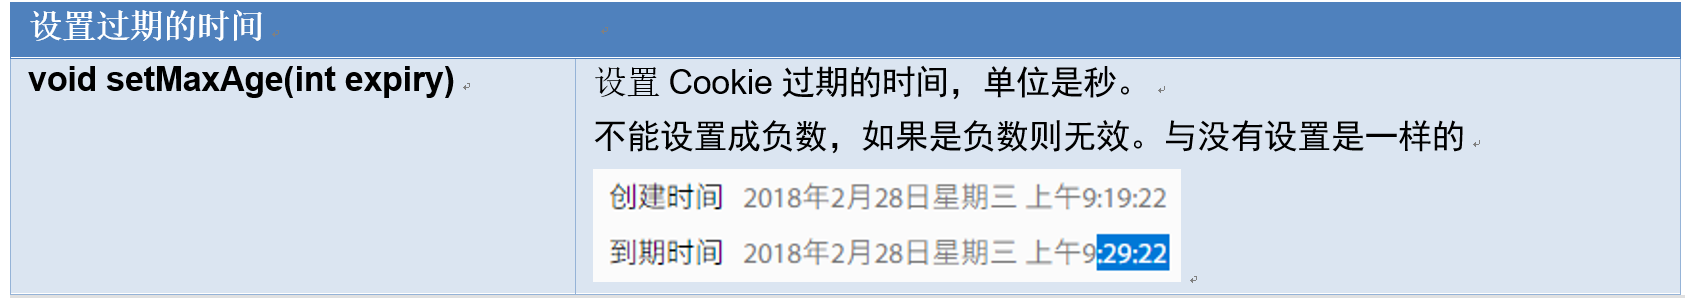 设置过期的时间
void setMaxAge(int expiry)
设置 Cookie 过期的时间，单位是秒。
不能设置成负数，如果是负数则无效。与没有设置是一样的
创建时间 2018年2月28日星期三 上午9:19:22
到期时间 2018年2月28日星期三 上午9:29:22